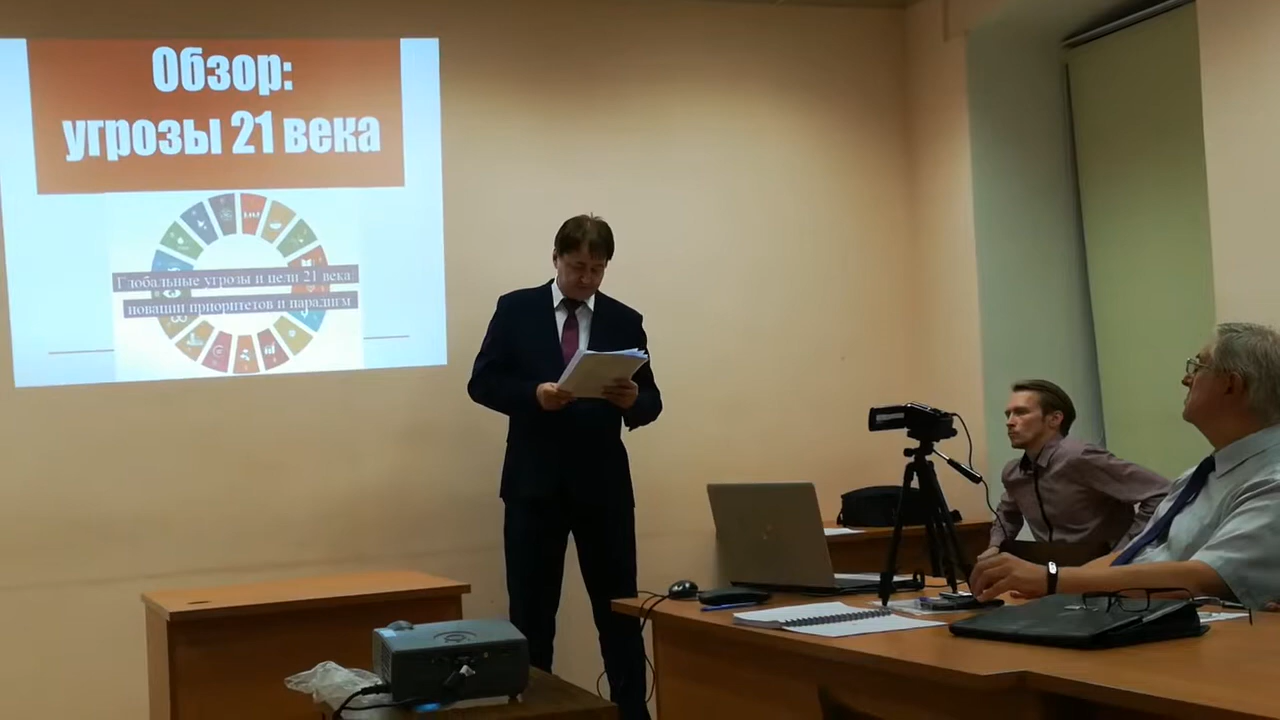 Обзор:
угрозы 21 века
Глобальные угрозы и цели 21 века:
новации приоритетов и парадигм